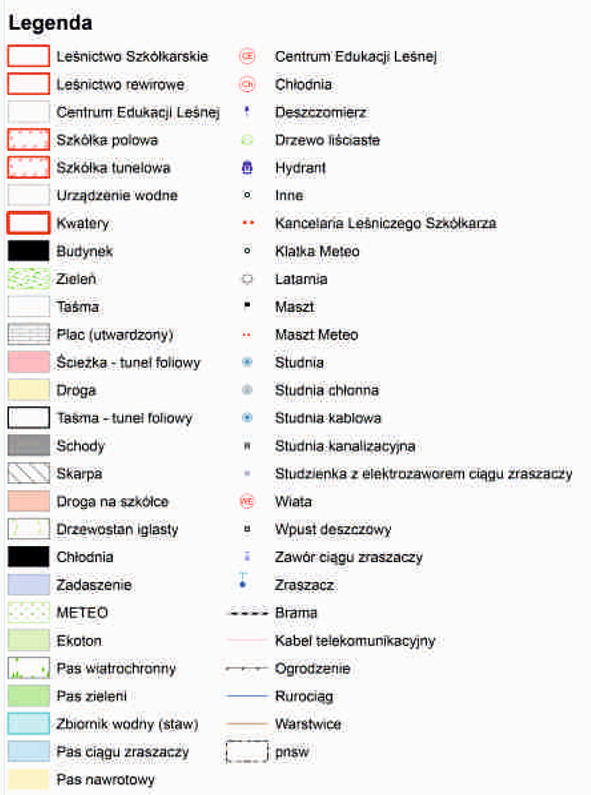 Legenda
Leśnictwo Szkółkarskie
Leśnictwo rewirowe
Centrum Edukacji Leśnej
Szkółka polowa
Szkółka tunelowa
Urządzenie wodne
Kwatery
Budynek
Zieleń
Taśma
Plac (utwardzony)
Ścieżka - tunel foliowy
Droga
Taśma - tunel foliowy
Schody
Skarpa
Droga na szkółce
Drzewostan iglasty
Chłodnia
Zadaszenie
METEO
Ekoton
Pas wiatrochronny
Pas zieleni
Zbiornik wodny (staw)
Pas ciągu zraszaczy
Pas nawrotowy
CE Centrum Edukacji Leśnej
Ch Chłodnia
Deszczomierz
Drzewo liściaste
Hydrant
Inne
Kancelaria Leśniczego Szkółkarza
Klatka Meteo
Latarnia
Maszt
Maszt Meteo
Studnia
Studnia chłonna
Studnia kablowa
Studnia kanalizacyjna
Studzienka z elektrozaworem ciągu zraszaczy
Wiata
Wpust deszczowy
Zawór ciągu zraszaczy
Zraszacz
Brama
Kabel telekomunikacyjny
Ogrodzenie
Rurociąg
Warstwice
pnsw